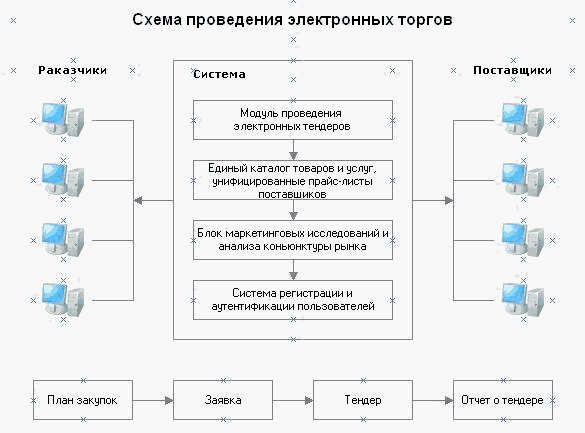 Схема проведения электронных торгов
Раказчики
Система
Поставщики
Модуль проведения
электронных тендеров
Единый каталог товаров и услуг,
унифицированные прайс-листы
поставщиков
Блок маркетинговых исследований и
анализа коньюнктуры рынка
Система регистрации и
аутентификации пользователей
План закупок
Заявка
Тендер
Отчет о тендере